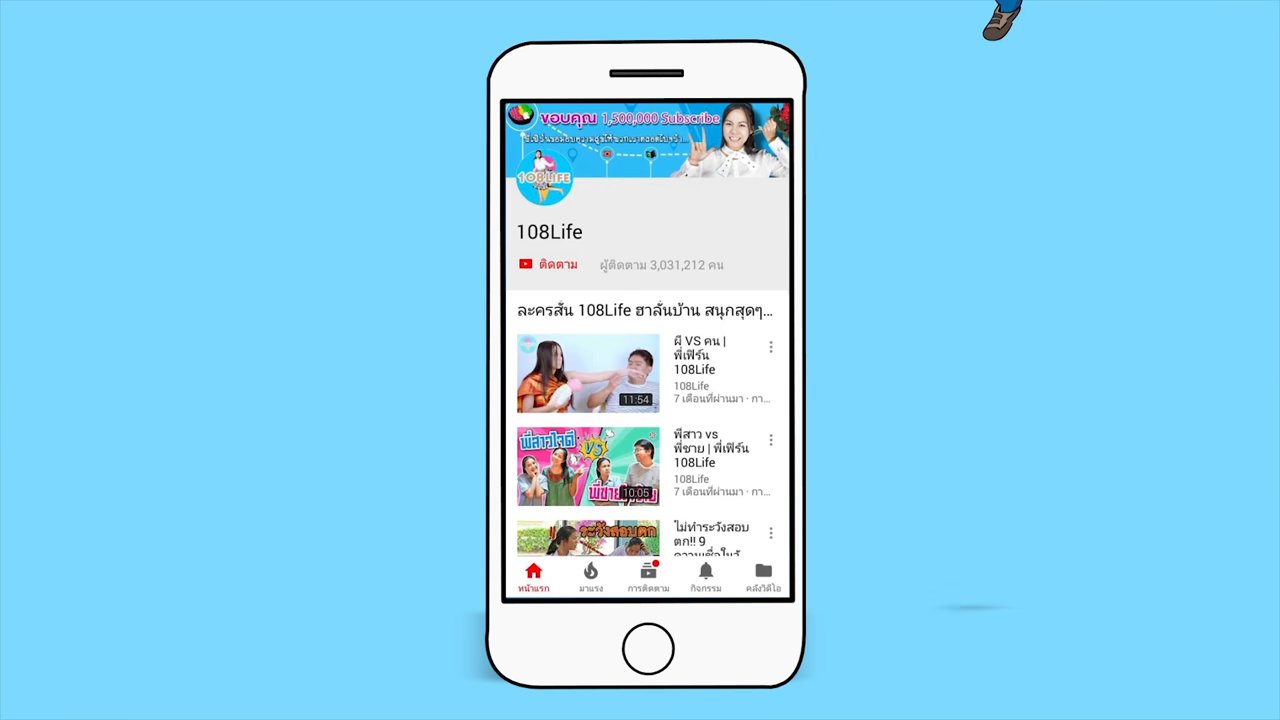 ขอบคุณ 1,500,000 Subscribe
108LIFE
108Life
ติดตาม ผู้ติดตาม 3,031,212 คน
ละครสั้น 108Life ฮาลั่นบ้าน สนุกสุดๆ...
11:54
ผี VS คน |
พี่เฟิร์น
108Life
108Life
7 เดือนที่ผ่านมา · กา...
พี่สาวใจดี
VS
10:05
พี่สาว vs
พี่ชาย | พี่เฟิร์น
108Life
108Life
7 เดือนที่ผ่านมา · กา...
ระวังสอบตก
ไม่ทำระวังสอบ
ตก!! 9
หน้าแรก มาแรง การติดตาม กิจกรรม คลังวิดีโอ